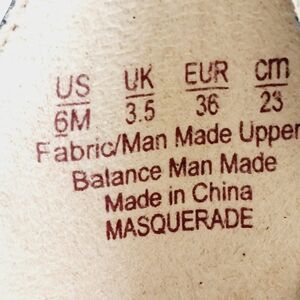 US UK EUR cm
6M 3.5 36 23
Fabric/Man Made Upper
Balance Man Made
Made in China
MASQUERADE